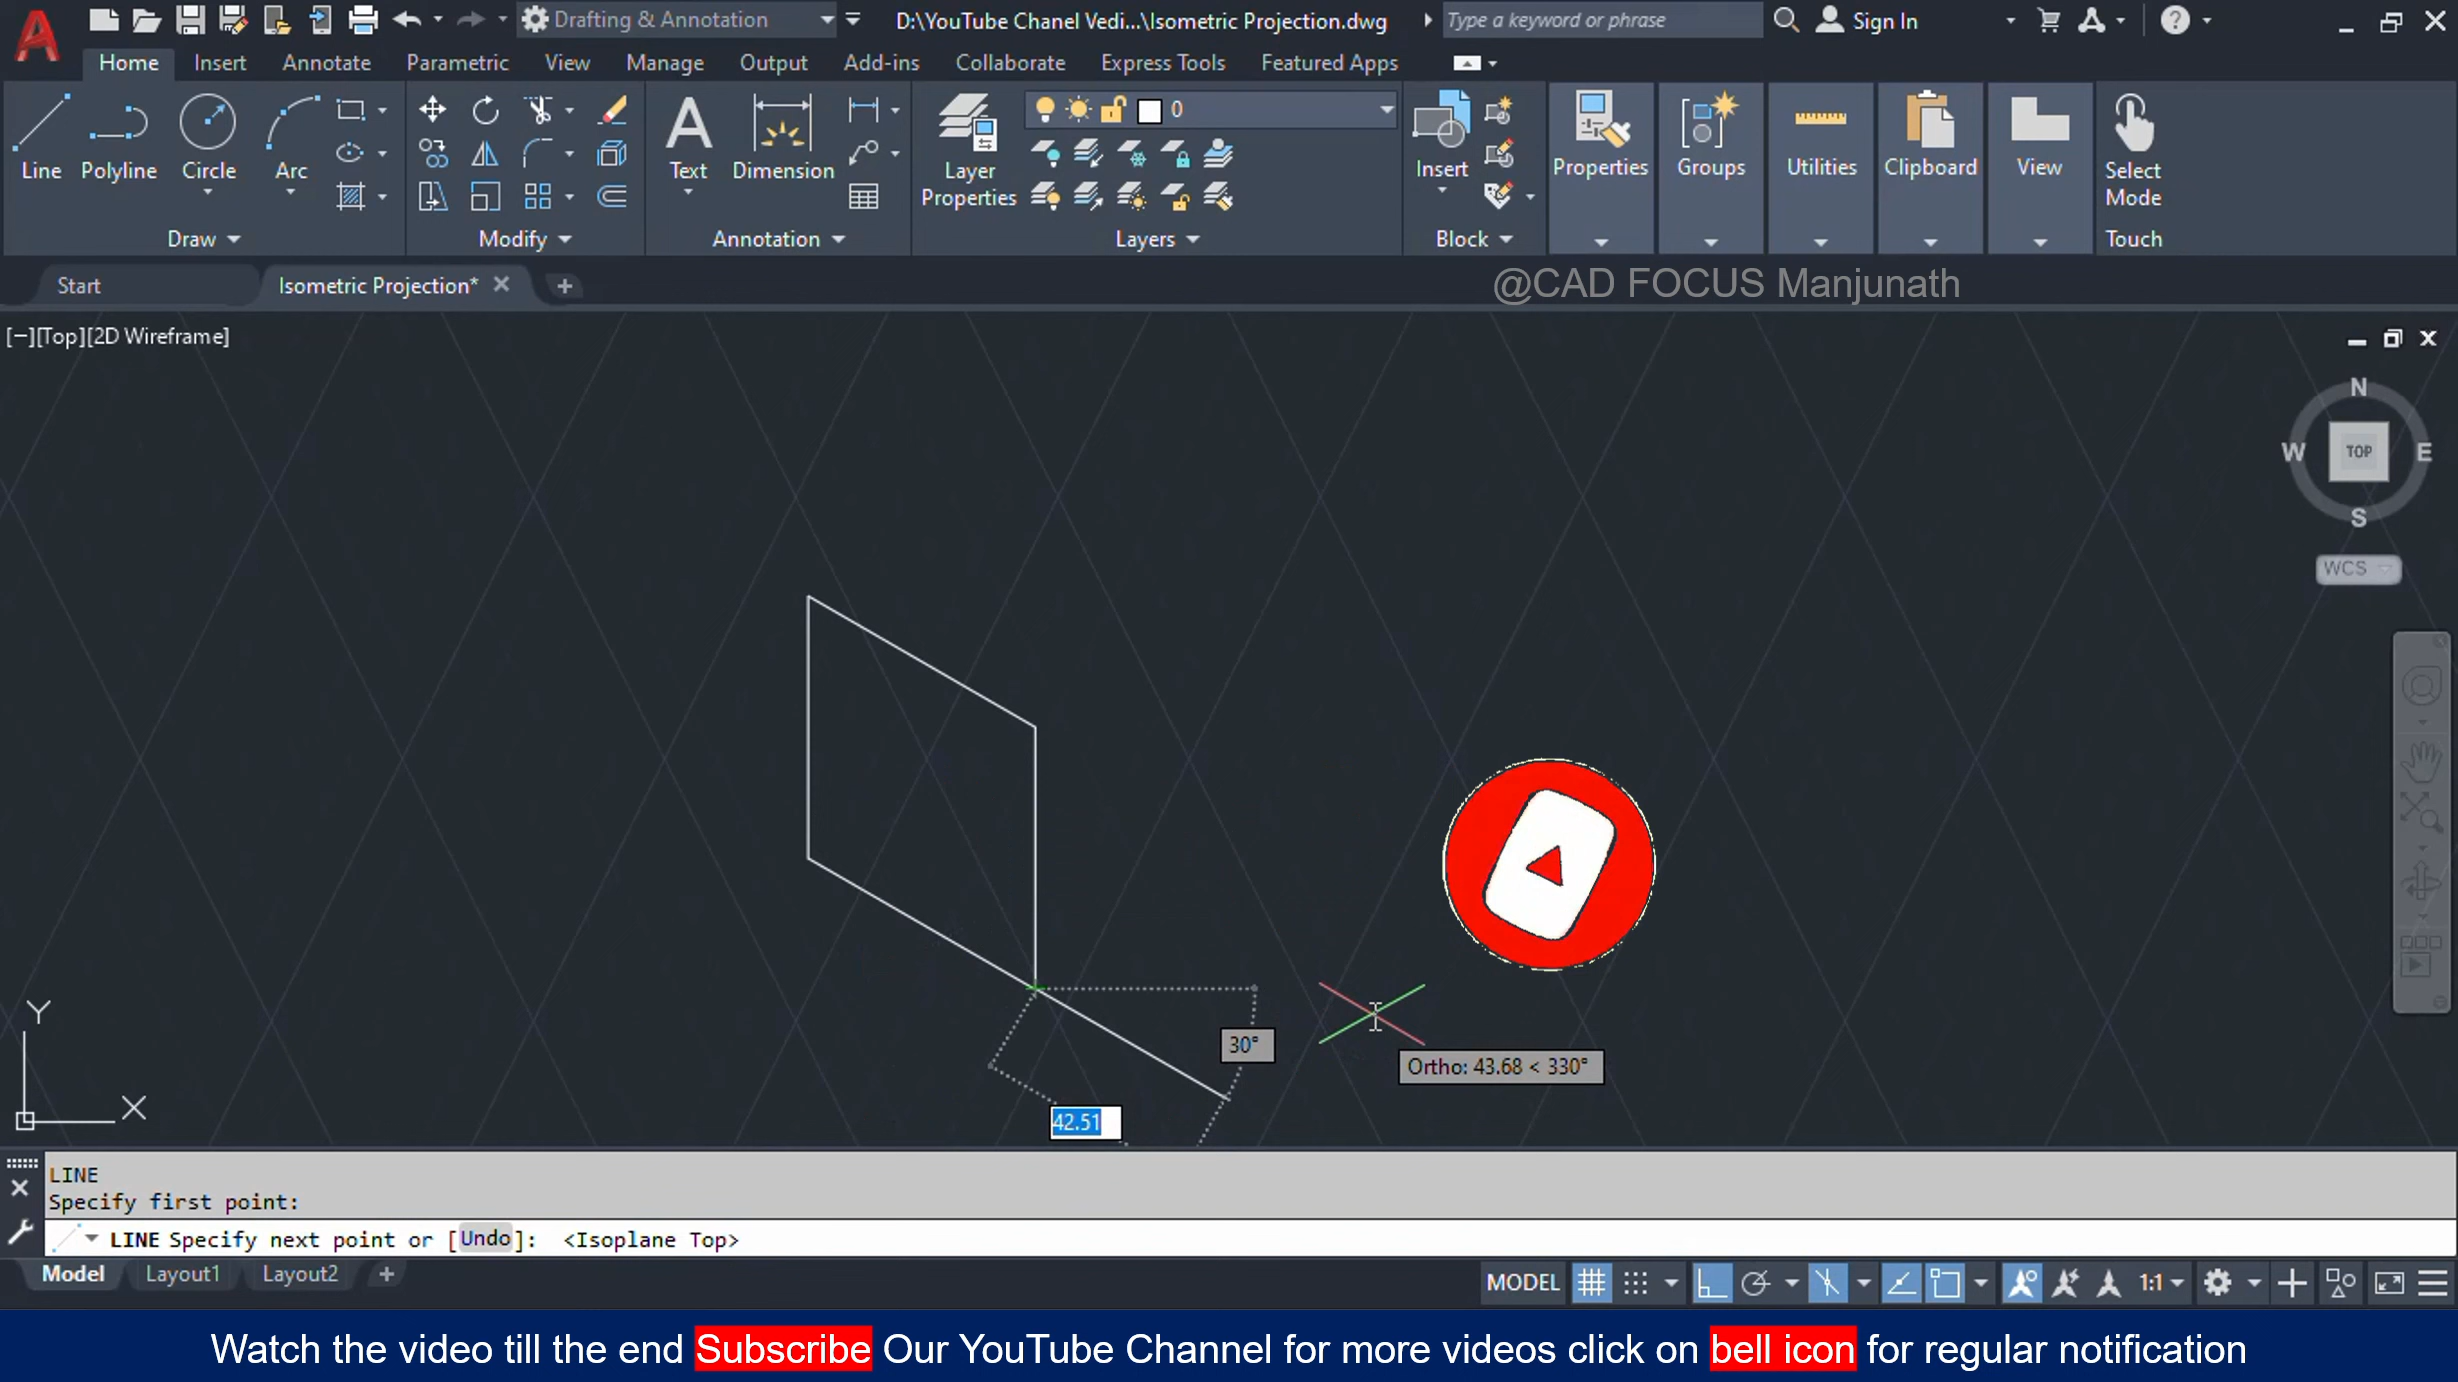 Drafting & Annotation
D:\YouTube Chanel Vedi...\Isometric Projection.dwg
Type a keyword or phrase
Sign In
Home Insert Annotate Parametric View Manage Output Add-ins Collaborate Express Tools Featured Apps
Line Polyline Circle Arc
Text Dimension
Layer Properties
0
Insert
Properties
Groups
Utilities
Clipboard
View
Select Mode
Draw Modify Annotation Layers Block Touch
Start
Isometric Projection*
@CAD FOCUS Manjunath
[−][Top][2D Wireframe]
N
W TOP E
S
WCS
30°
Ortho: 43.68 < 330°
42.51
Y
X
LINE
Specify first point:
LINE Specify next point or [Undo]: <Isoplane Top>
Model Layout1 Layout2 +
MODEL
1:1
Watch the video till the end Subscribe Our YouTube Channel for more videos click on bell icon for regular notification